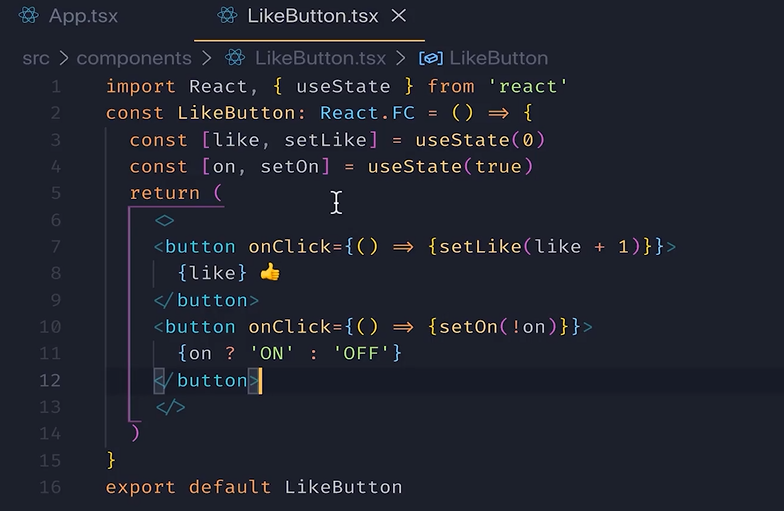 App.tsx LikeButton.tsx
src > components > LikeButton.tsx > LikeButton
1 import React, { useState } from 'react'
2 const LikeButton: React.FC = () => {
3 const [like, setLike] = useState(0)
4 const [on, setOn] = useState(true)
5 return (
6 <>
7 <button onClick={() => {setLike(like + 1)}}>
8 {like} 👍
9 </button>
10 <button onClick={() => {setOn(!on)}}>
11 {on ? 'ON' : 'OFF'}
12 </button>
13 </>
14 )
15 }
16 export default LikeButton